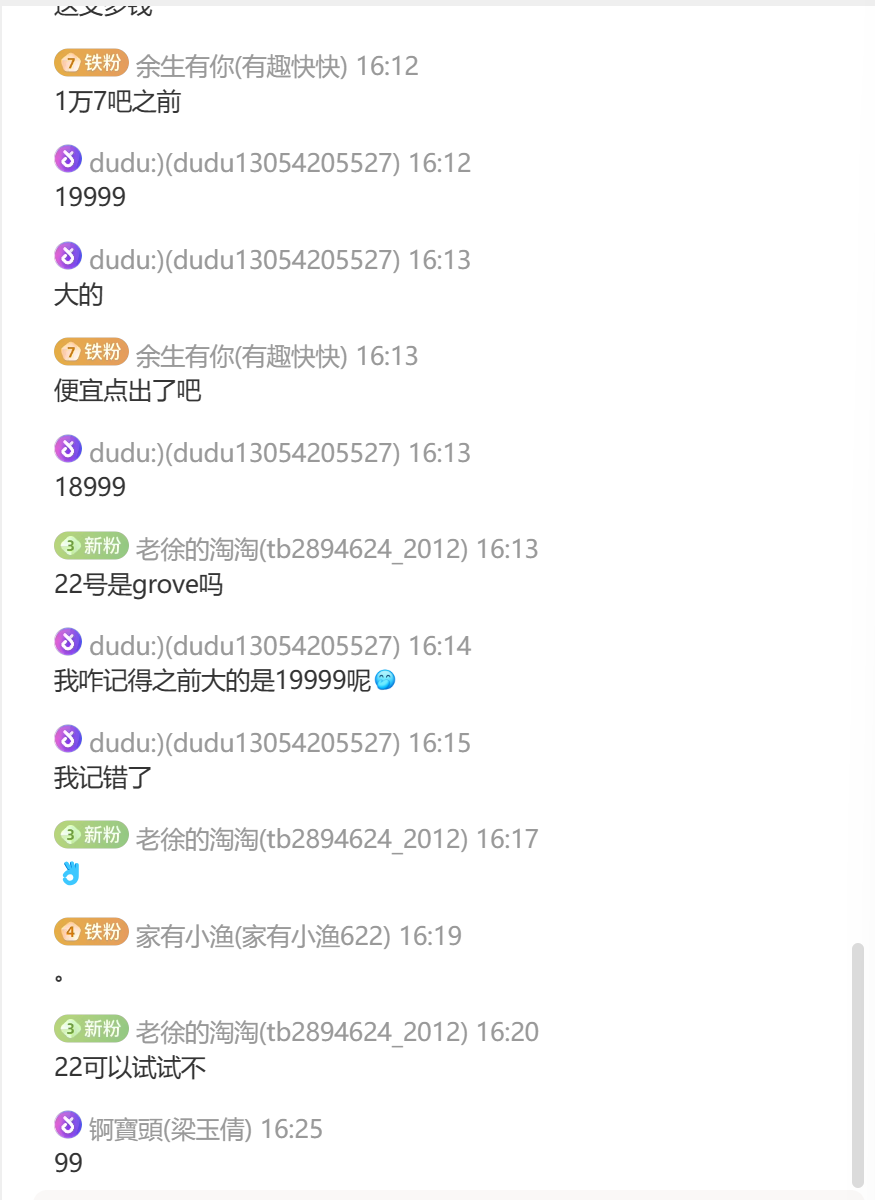 这支多钱
7 铁粉 余生有你(有趣快快) 16:12
1万7吧之前
dudu:)(dudu13054205527) 16:12
19999
dudu:)(dudu13054205527) 16:13
大的
7 铁粉 余生有你(有趣快快) 16:13
便宜点出了吧
dudu:)(dudu13054205527) 16:13
18999
3 新粉 老徐的淘淘(tb2894624_2012) 16:13
22号是grove吗
dudu:)(dudu13054205527) 16:14
我咋记得之前大的是19999呢
dudu:)(dudu13054205527) 16:15
我记错了
3 新粉 老徐的淘淘(tb2894624_2012) 16:17
4 铁粉 家有小渔(家有小渔622) 16:19
。
3 新粉 老徐的淘淘(tb2894624_2012) 16:20
22可以试试不
锕寶頭(梁玉倩) 16:25
99